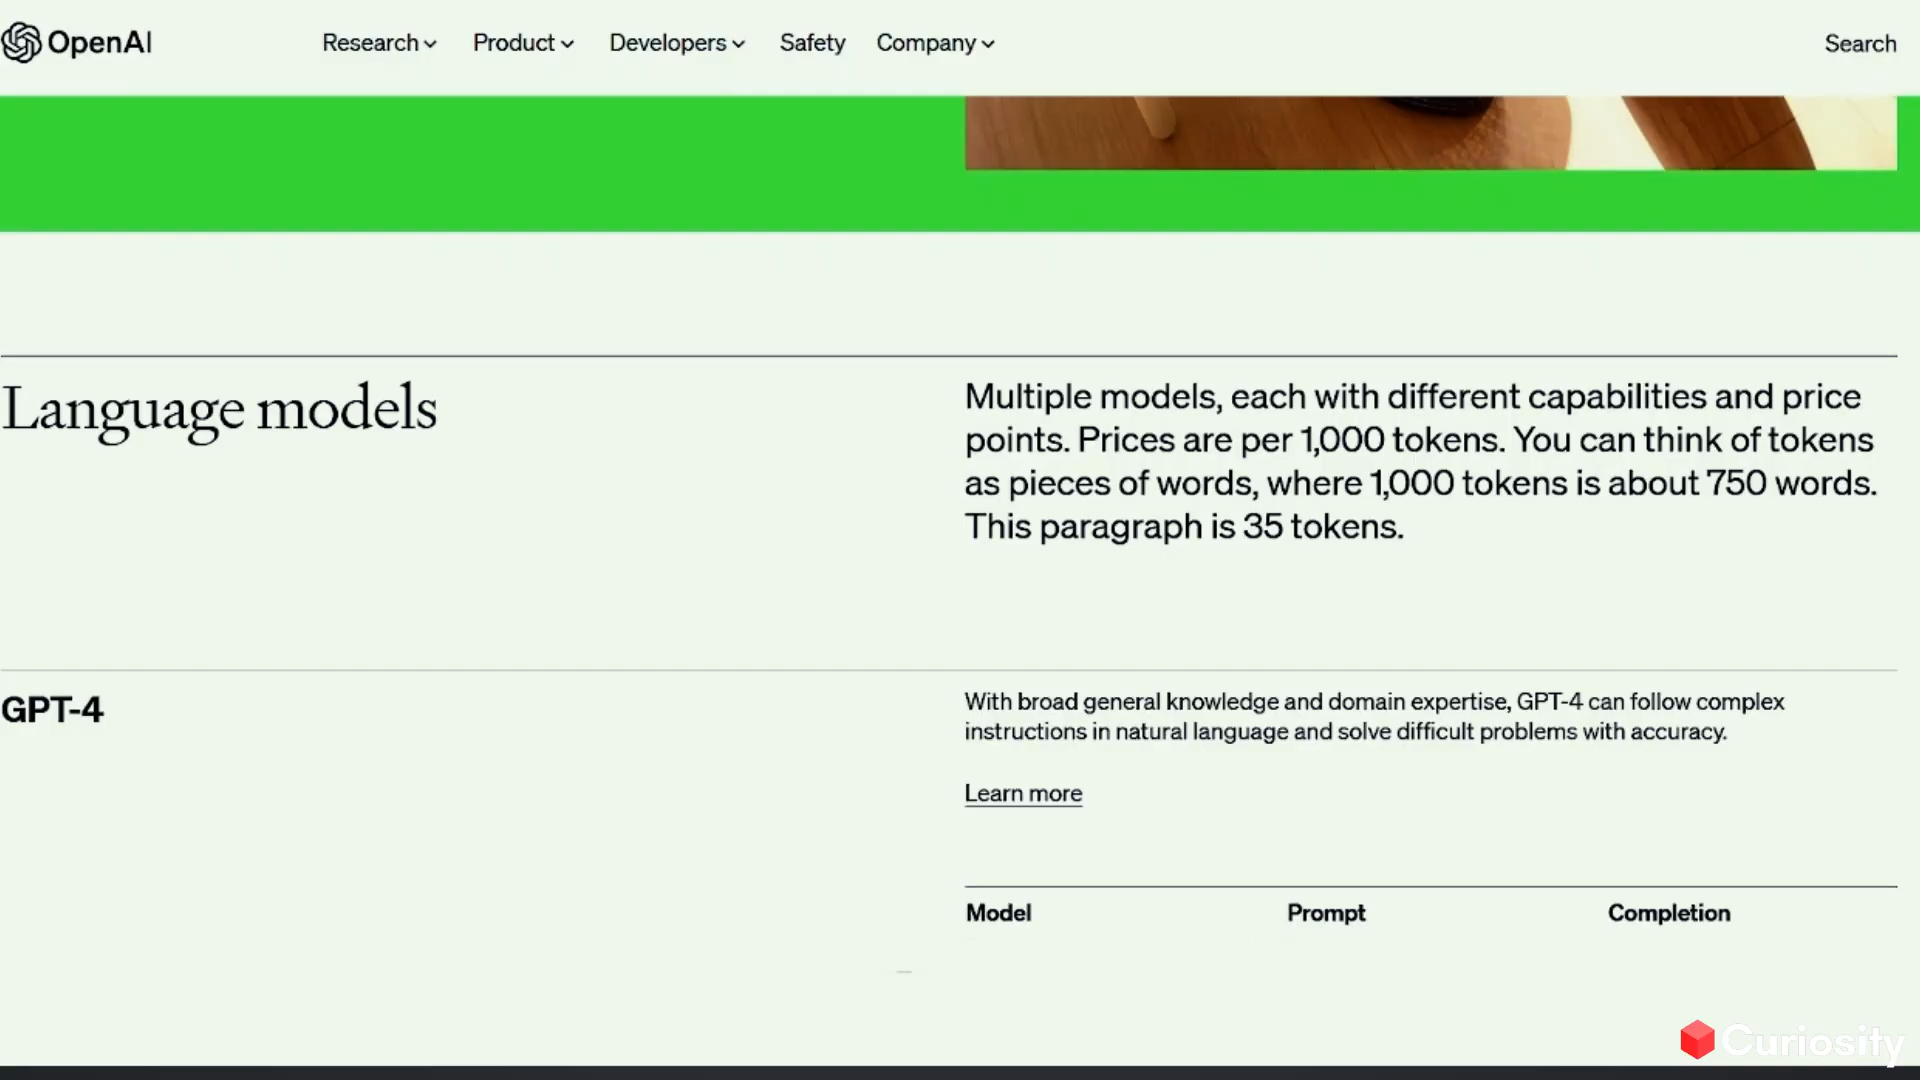 OpenAI
Research
Product
Developers
Safety
Company
Search
Language models
Multiple models, each with different capabilities and price
points. Prices are per 1,000 tokens. You can think of tokens
as pieces of words, where 1,000 tokens is about 750 words.
This paragraph is 35 tokens.
GPT-4
With broad general knowledge and domain expertise, GPT-4 can follow complex
instructions in natural language and solve difficult problems with accuracy.
Learn more
Model
Prompt
Completion
Curiosity